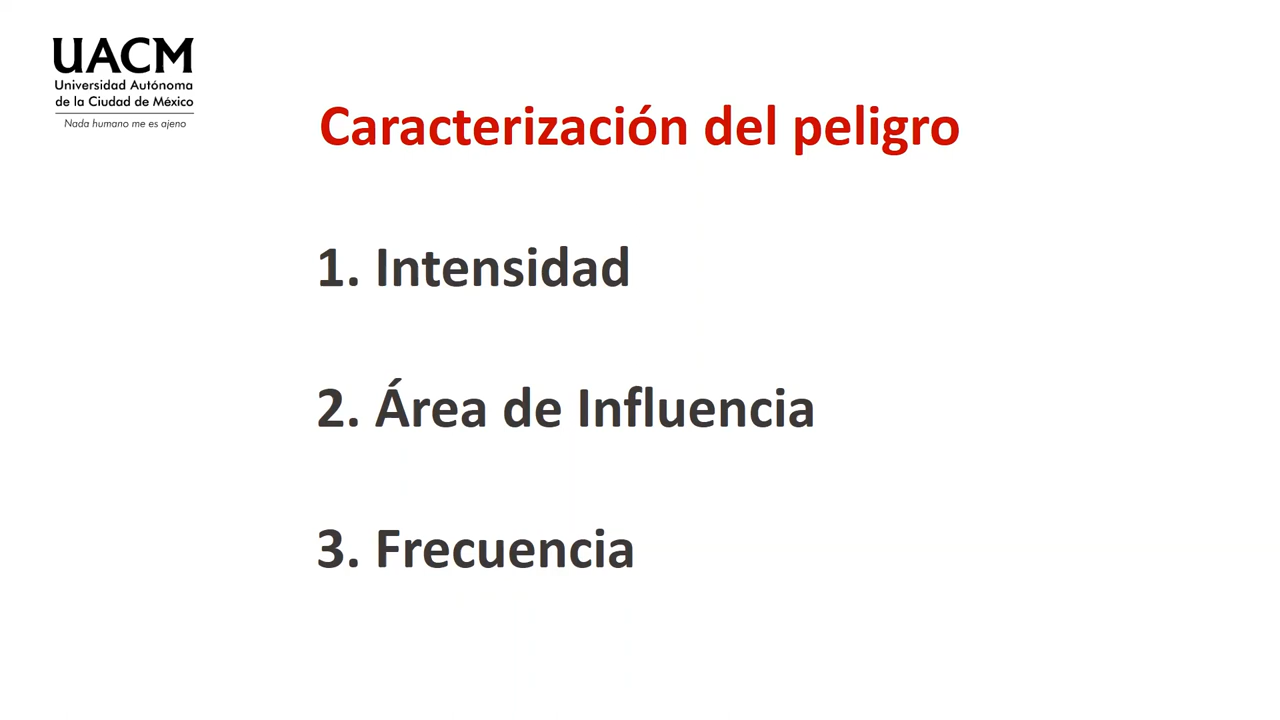 UACM
Universidad Autónoma
de la Ciudad de México
Nada humano me es ajeno
Caracterización del peligro
1. Intensidad
2. Área de Influencia
3. Frecuencia